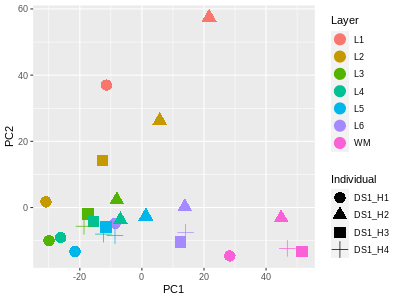 60
40
20
0
PC2
-20
0
20
40
PC1
Layer
L1
L2
L3
L4
L5
L6
WM
Individual
DS1_H1
DS1_H2
DS1_H3
DS1_H4